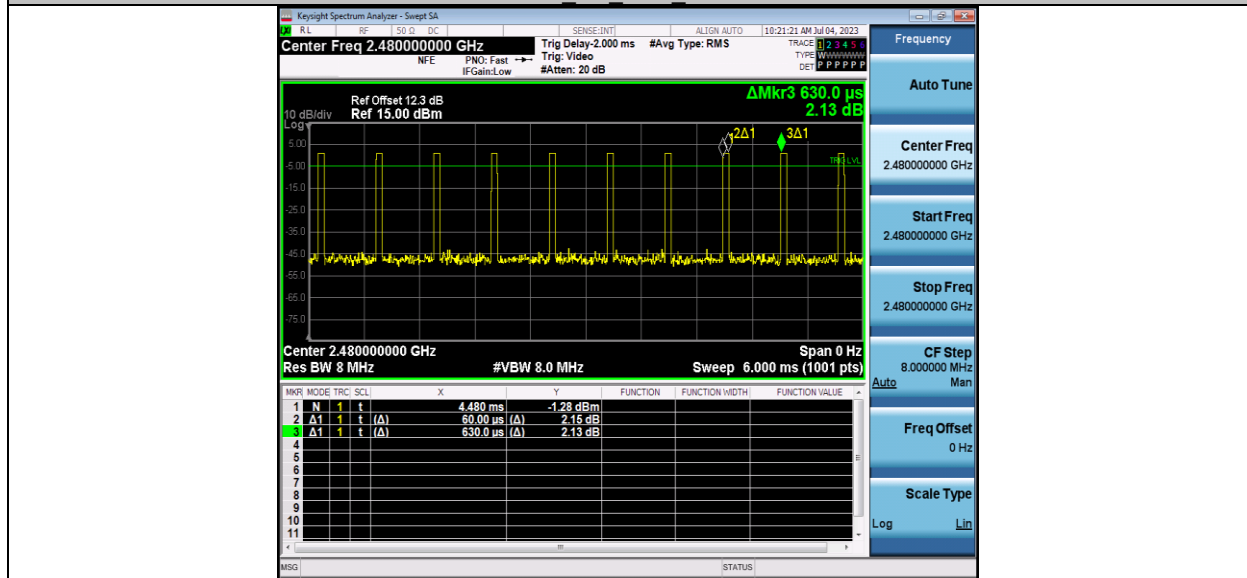 Keysight Spectrum Analyzer - Swept SA
RL RF 50 Ω DC SENSE:INT ALIGN AUTO 10:21:21 AM Jul 04, 2023
Center Freq 2.480000000 GHz
NFE PNO: Fast
IFGain:Low
Trig Delay-2.000 ms
Trig: Video
#Atten: 20 dB
#Avg Type: RMS
TRACE 1 2 3 4 5 6
TYPE WWWWWW
DET P P P P P P
ΔMkr3 630.0 µs
2.13 dB
Ref Offset 12.3 dB
10 dB/div Ref 15.00 dBm
Log
2Δ1 3Δ1
5.00
TRIG LVL
-5.00
-15.0
-25.0
-35.0
-45.0
-55.0
-65.0
-75.0
Center 2.480000000 GHz Span 0 Hz
Res BW 8 MHz #VBW 8.0 MHz Sweep 6.000 ms (1001 pts)
MKR MODE TRC SCL X Y FUNCTION FUNCTION WIDTH FUNCTION VALUE
1 N 1 t 4.480 ms -1.28 dBm
2 Δ1 1 t (Δ) 60.00 µs (Δ) 2.15 dB
3 Δ1 1 t (Δ) 630.0 µs (Δ) 2.13 dB
4
5
6
7
8
9
10
11
MSG STATUS
Frequency
Auto Tune
Center Freq
2.480000000 GHz
Start Freq
2.480000000 GHz
Stop Freq
2.480000000 GHz
CF Step
8.000000 MHz
Auto Man
Freq Offset
0 Hz
Scale Type
Log Lin